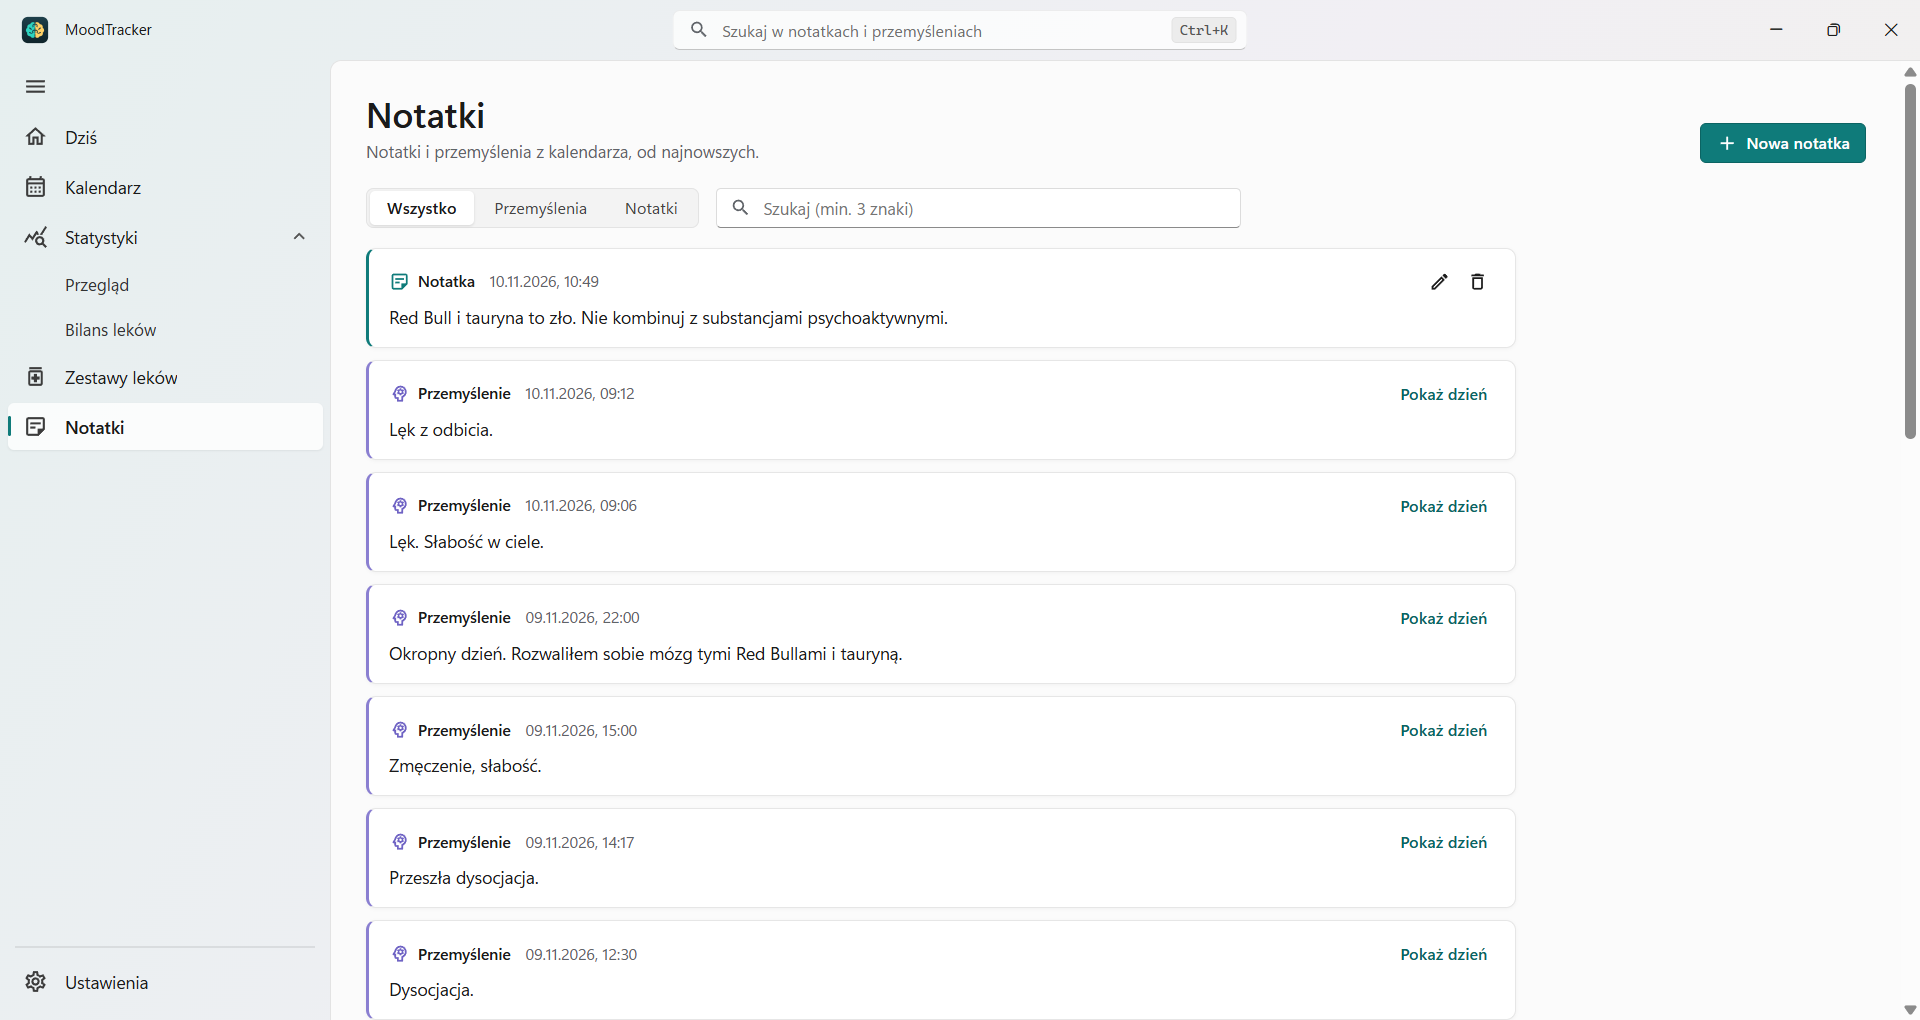 MoodTracker
Szukaj w notatkach i przemyśleniach
Ctrl+K
Dziś
Kalendarz
Statystyki
Przegląd
Bilans leków
Zestawy leków
Notatki
Ustawienia
Notatki
Notatki i przemyślenia z kalendarza, od najnowszych.
Nowa notatka
Wszystko
Przemyślenia
Notatki
Szukaj (min. 3 znaki)
Notatka 10.11.2026, 10:49
Red Bull i tauryna to zło. Nie kombinuj z substancjami psychoaktywnymi.
Przemyślenie 10.11.2026, 09:12
Pokaż dzień
Lęk z odbicia.
Przemyślenie 10.11.2026, 09:06
Pokaż dzień
Lęk. Słabość w ciele.
Przemyślenie 09.11.2026, 22:00
Pokaż dzień
Okropny dzień. Rozwaliłem sobie mózg tymi Red Bullami i tauryną.
Przemyślenie 09.11.2026, 15:00
Pokaż dzień
Zmęczenie, słabość.
Przemyślenie 09.11.2026, 14:17
Pokaż dzień
Przeszła dysocjacja.
Przemyślenie 09.11.2026, 12:30
Pokaż dzień
Dysocjacja.